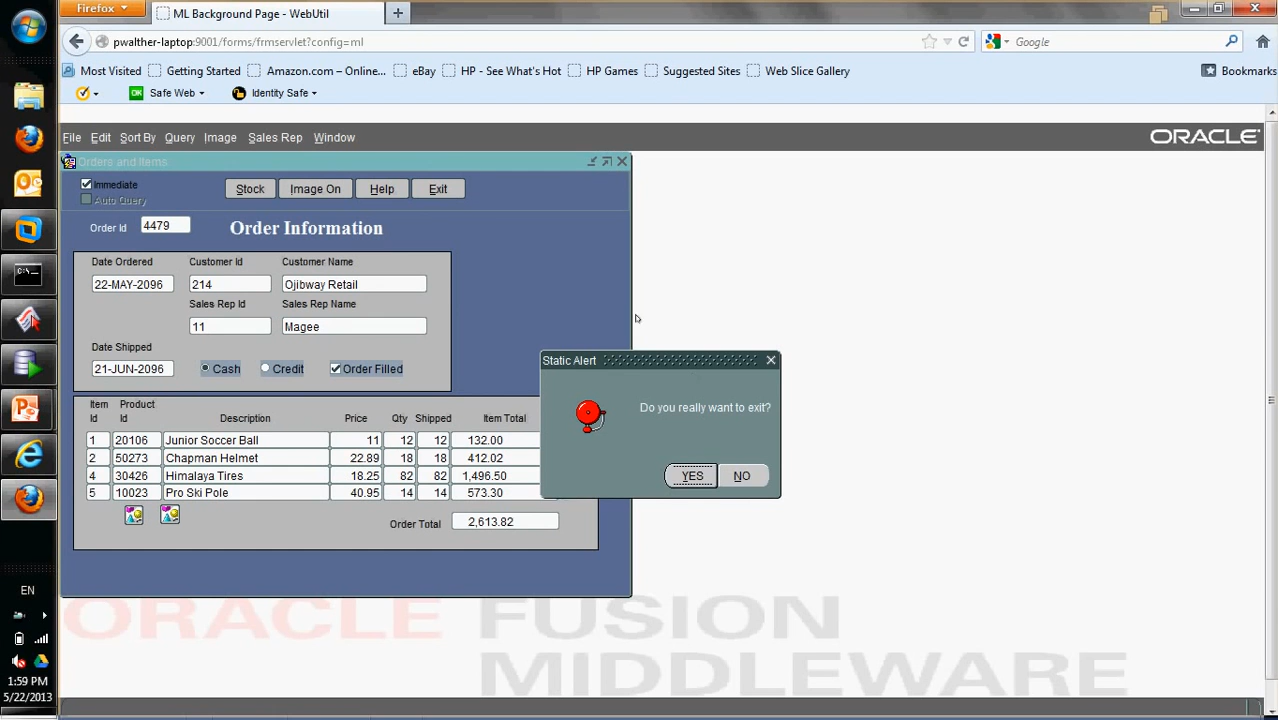 Firefox
ML Background Page - WebUtil
pwalther-laptop:9001/forms/frmservlet?config=ml
Google
Most Visited Getting Started Amazon.com – Online... eBay HP - See What's Hot HP Games Suggested Sites Web Slice Gallery Bookmarks
OK Safe Web Identity Safe
File Edit Sort By Query Image Sales Rep Window ORACLE
Orders and Items
Immediate
Auto Query
Stock Image On Help Exit
Order Id 4479 Order Information
Date Ordered Customer Id Customer Name
22-MAY-2096 214 Ojibway Retail
Sales Rep Id Sales Rep Name
11 Magee
Date Shipped
21-JUN-2096 Cash Credit Order Filled
Item Id Product Id Description Price Qty Shipped Item Total
1 20106 Junior Soccer Ball 11 12 12 132.00
2 50273 Chapman Helmet 22.89 18 18 412.02
4 30426 Himalaya Tires 18.25 82 82 1,496.50
5 10023 Pro Ski Pole 40.95 14 14 573.30
Order Total 2,613.82
Static Alert
Do you really want to exit?
YES NO
ORACLE FUSION
MIDDLEWARE
EN
1:59 PM
5/22/2013